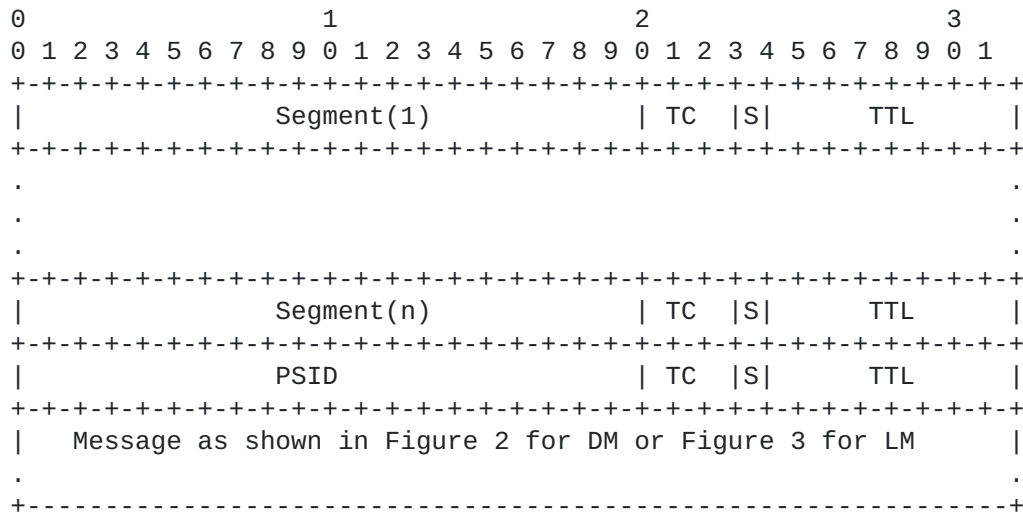 0                   1                   2                   3
0 1 2 3 4 5 6 7 8 9 0 1 2 3 4 5 6 7 8 9 0 1 2 3 4 5 6 7 8 9 0 1
+-+-+-+-+-+-+-+-+-+-+-+-+-+-+-+-+-+-+-+-+-+-+-+-+-+-+-+-+-+-+-+-+
|                Segment(1)             | TC  |S|      TTL      |
+-+-+-+-+-+-+-+-+-+-+-+-+-+-+-+-+-+-+-+-+-+-+-+-+-+-+-+-+-+-+-+-+
.                                                               .
.                                                               .
.                                                               .
+-+-+-+-+-+-+-+-+-+-+-+-+-+-+-+-+-+-+-+-+-+-+-+-+-+-+-+-+-+-+-+-+
|                Segment(n)             | TC  |S|      TTL      |
+-+-+-+-+-+-+-+-+-+-+-+-+-+-+-+-+-+-+-+-+-+-+-+-+-+-+-+-+-+-+-+-+
|                PSID                   | TC  |S|      TTL      |
+-+-+-+-+-+-+-+-+-+-+-+-+-+-+-+-+-+-+-+-+-+-+-+-+-+-+-+-+-+-+-+-+
|   Message as shown in Figure 2 for DM or Figure 3 for LM      |
.                                                               .
+---------------------------------------------------------------+